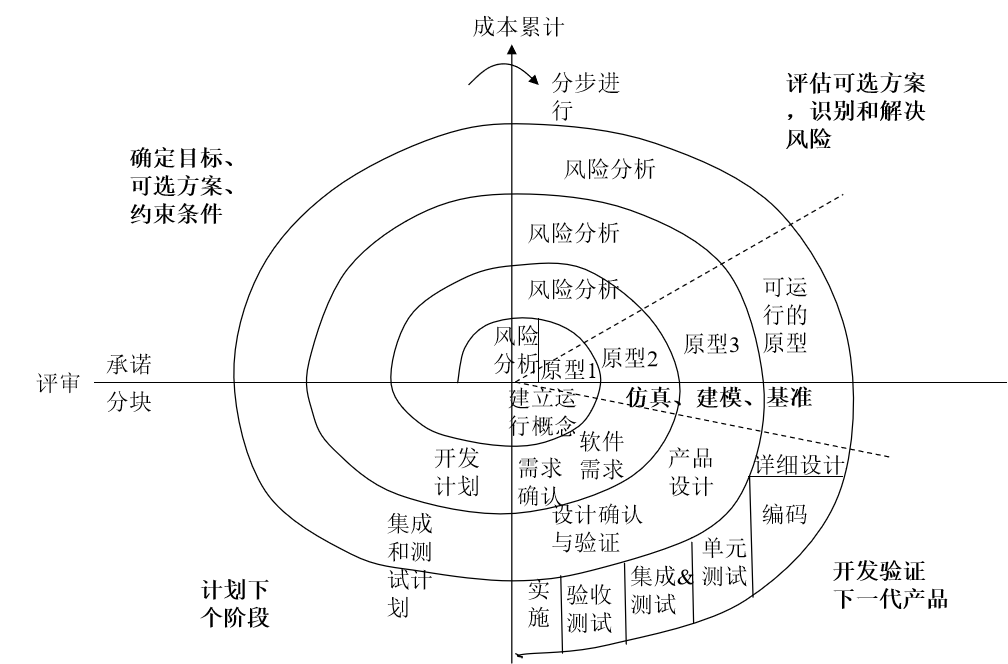 成本累计
分步进
行
评估可选方案
，识别和解决
风险
确定目标、
可选方案、
约束条件
风险分析
风险分析
风险分析
可运
行的
原型
风险
分析
原型1
原型2
原型3
评审
承诺
分块
建立运
行概念
仿真、建模、基准
软件
需求
开发
计划
需求
确认
产品
设计
详细设计
集成
和测
试计
划
设计确认
与验证
编码
单元
测试
集成&
测试
验收
测试
实
施
计划下
个阶段
开发验证
下一代产品